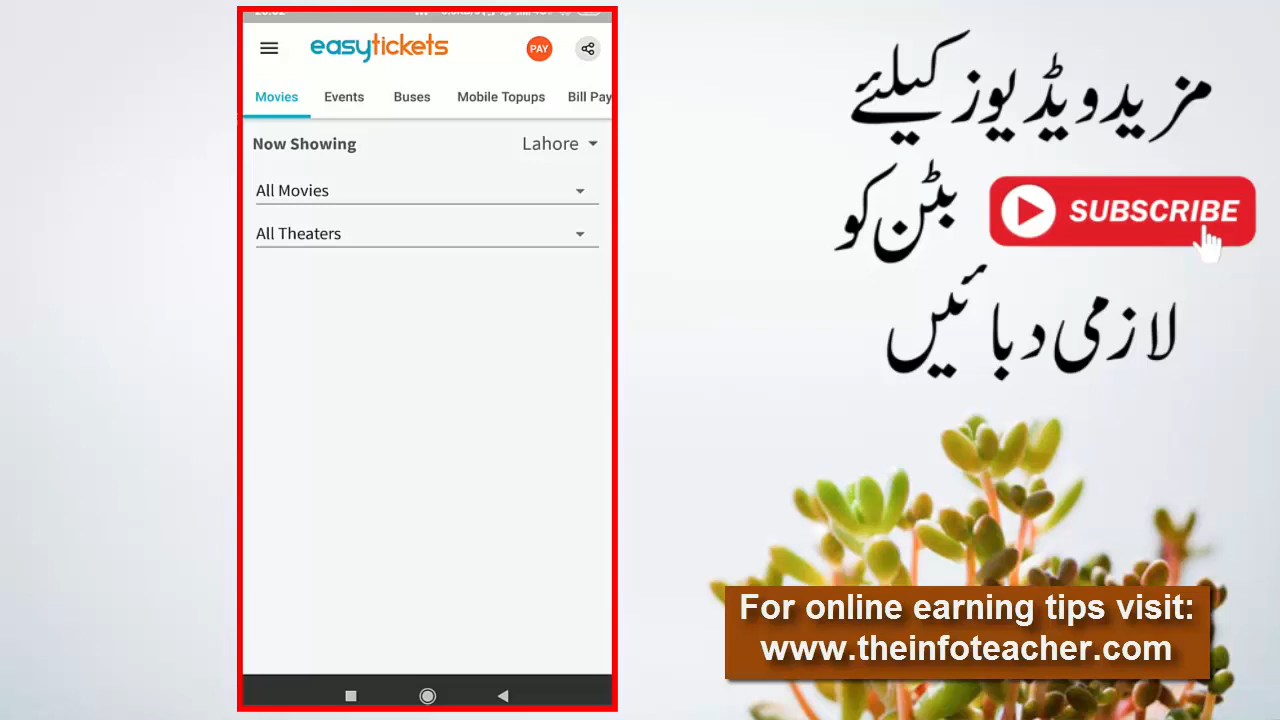 easytickets
PAY
Movies Events Buses Mobile Topups Bill Pay
Now Showing Lahore
All Movies
All Theaters
مزید ویڈیوز کیلئے
SUBSCRIBE بٹن کو
لازمی دبائیں
For online earning tips visit:
www.theinfoteacher.com